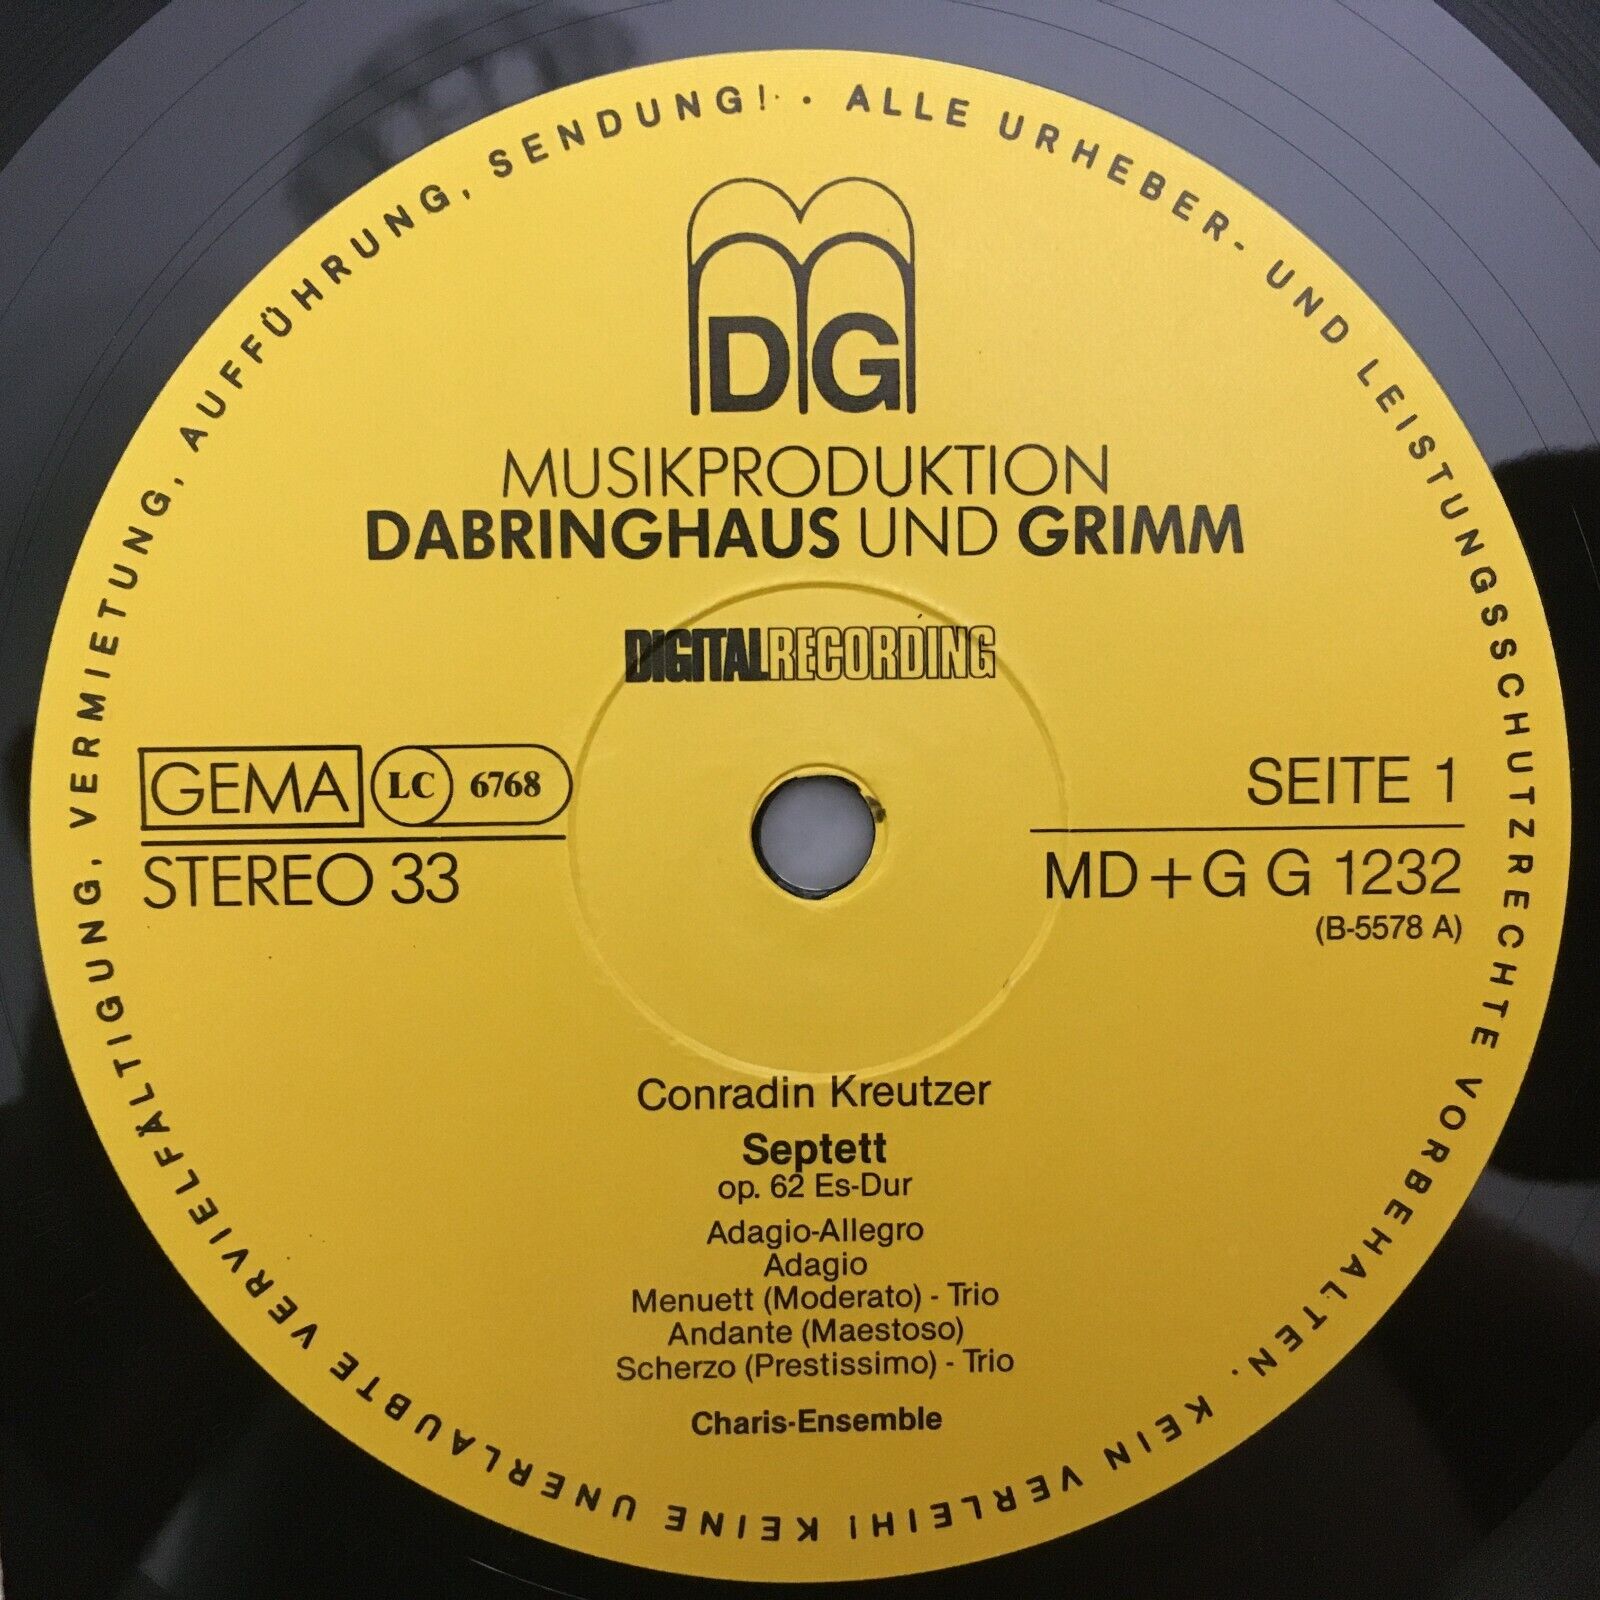 ALLE URHEBER- UND LEISTUNGSSCHUTZRECHTE VORBEHALTEN. KEIN VERLEIH! KEINE UNERLAUBTE VERVIELFÄLTIGUNG, VERMIETUNG, AUFFÜHRUNG, SENDUNG! ·
MDG
MUSIKPRODUKTION
DABRINGHAUS UND GRIMM
DIGITALRECORDING
GEMA LC 6768
STEREO 33
SEITE 1
MD+G G 1232
(B-5578 A)
Conradin Kreutzer
Septett
op. 62 Es-Dur
Adagio-Allegro
Adagio
Menuett (Moderato) - Trio
Andante (Maestoso)
Scherzo (Prestissimo) - Trio
Charis-Ensemble